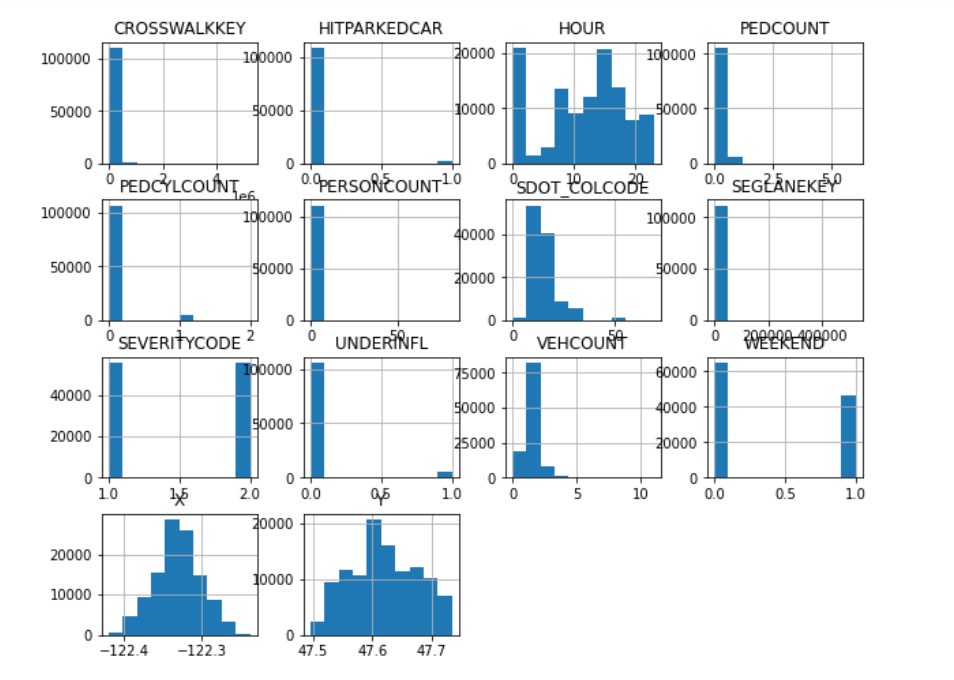 CROSSWALKKEY HITPARKEDCAR HOUR PEDCOUNT
100000 100000 20000 100000
50000 50000 10000 50000
0 0 0 0
0 2 4 0.0 0.5 1.0 0 10 20 0.0 2.5 5.0
1e6
PEDCYLCOUNT PERSONCOUNT SDOT_COLCODE SEGLANEKEY
100000 100000 40000 100000
50000 50000 20000 50000
0 0 0 0
0 1 2 0 50 0 50 0 200000 400000
SEVERITYCODE UNDERINFL VEHCOUNT WEEKEND
40000 100000 75000 60000
20000 50000 50000 40000
0 0 25000 20000
0 0
1.0 1.5 2.0 0.0 0.5 1.0 0 5 10 0.0 0.5 1.0
X Y
20000 20000
10000 10000
0 0
−122.4 −122.3 47.5 47.6 47.7